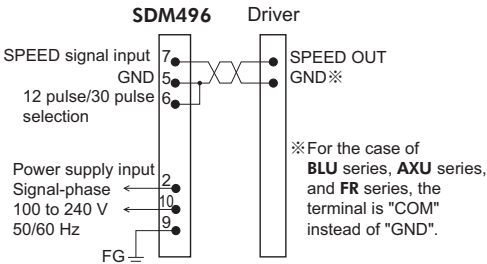 SDM496 Driver
SPEED signal input 7 SPEED OUT
GND 5 GND※
12 pulse/30 pulse 6
selection
※For the case of
BLU series, AXU series,
and FR series, the
terminal is "COM"
instead of "GND".
Power supply input
Signal-phase 2
100 to 240 V 10
50/60 Hz 9
FG